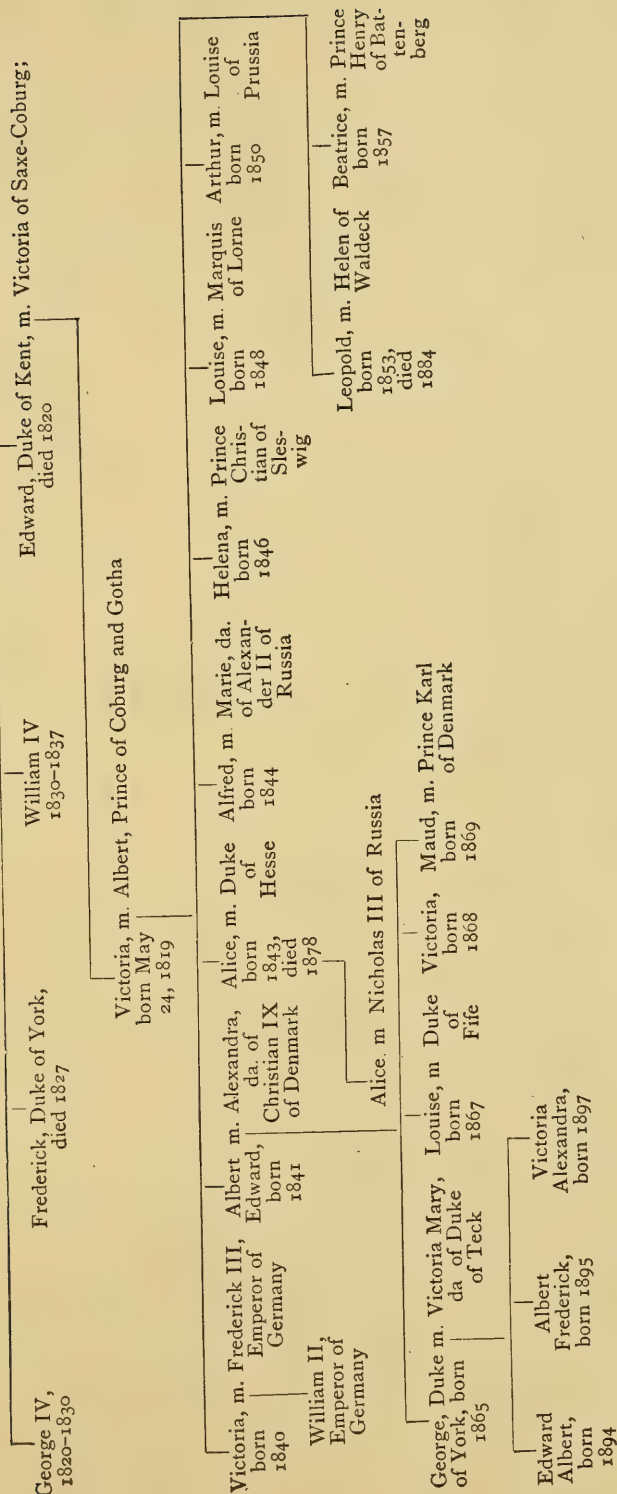 George IV,
1820–1830
Frederick, Duke of York,
died 1827
William IV
1830–1837
Edward, Duke of Kent, m. Victoria of Saxe-Coburg;
died 1820
Victoria, m. Albert, Prince of Coburg and Gotha
born May
24, 1819
Victoria, m. Frederick III,
born Emperor of
1840 Germany
Albert m. Alexandra,
Edward, da. of
born Christian IX
1841 of Denmark
Alice, m. Duke
born of
1843, Hesse
died
1878
Alfred, m. Marie, da.
born of Alexan-
1844 der II of
Russia
Helena, m. Prince
born Chris-
1846 tian of
Sles-
wig
Louise, m. Marquis
born of Lorne
1848
Arthur, m. Louise
born of
1850 Prussia
Leopold, m. Helen of
born Waldeck
1853,
died
1884
Beatrice, m. Prince
born Henry
1857 of Bat-
ten-
berg
William II,
Emperor of
Germany
Alice. m Nicholas III of Russia
George, Duke m. Victoria Mary,
of York, born da of Duke
1865 of Teck
Louise, m Duke
born of
1867 Fife
Victoria,
born
1868
Maud, m. Prince Karl
born of Denmark
1869
Edward
Albert,
born
1894
Albert
Frederick,
born 1895
Victoria
Alexandra,
born 1897